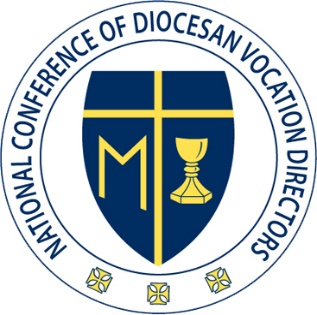 NATIONAL CONFERENCE OF DIOCESAN VOCATION DIRECTORS
M